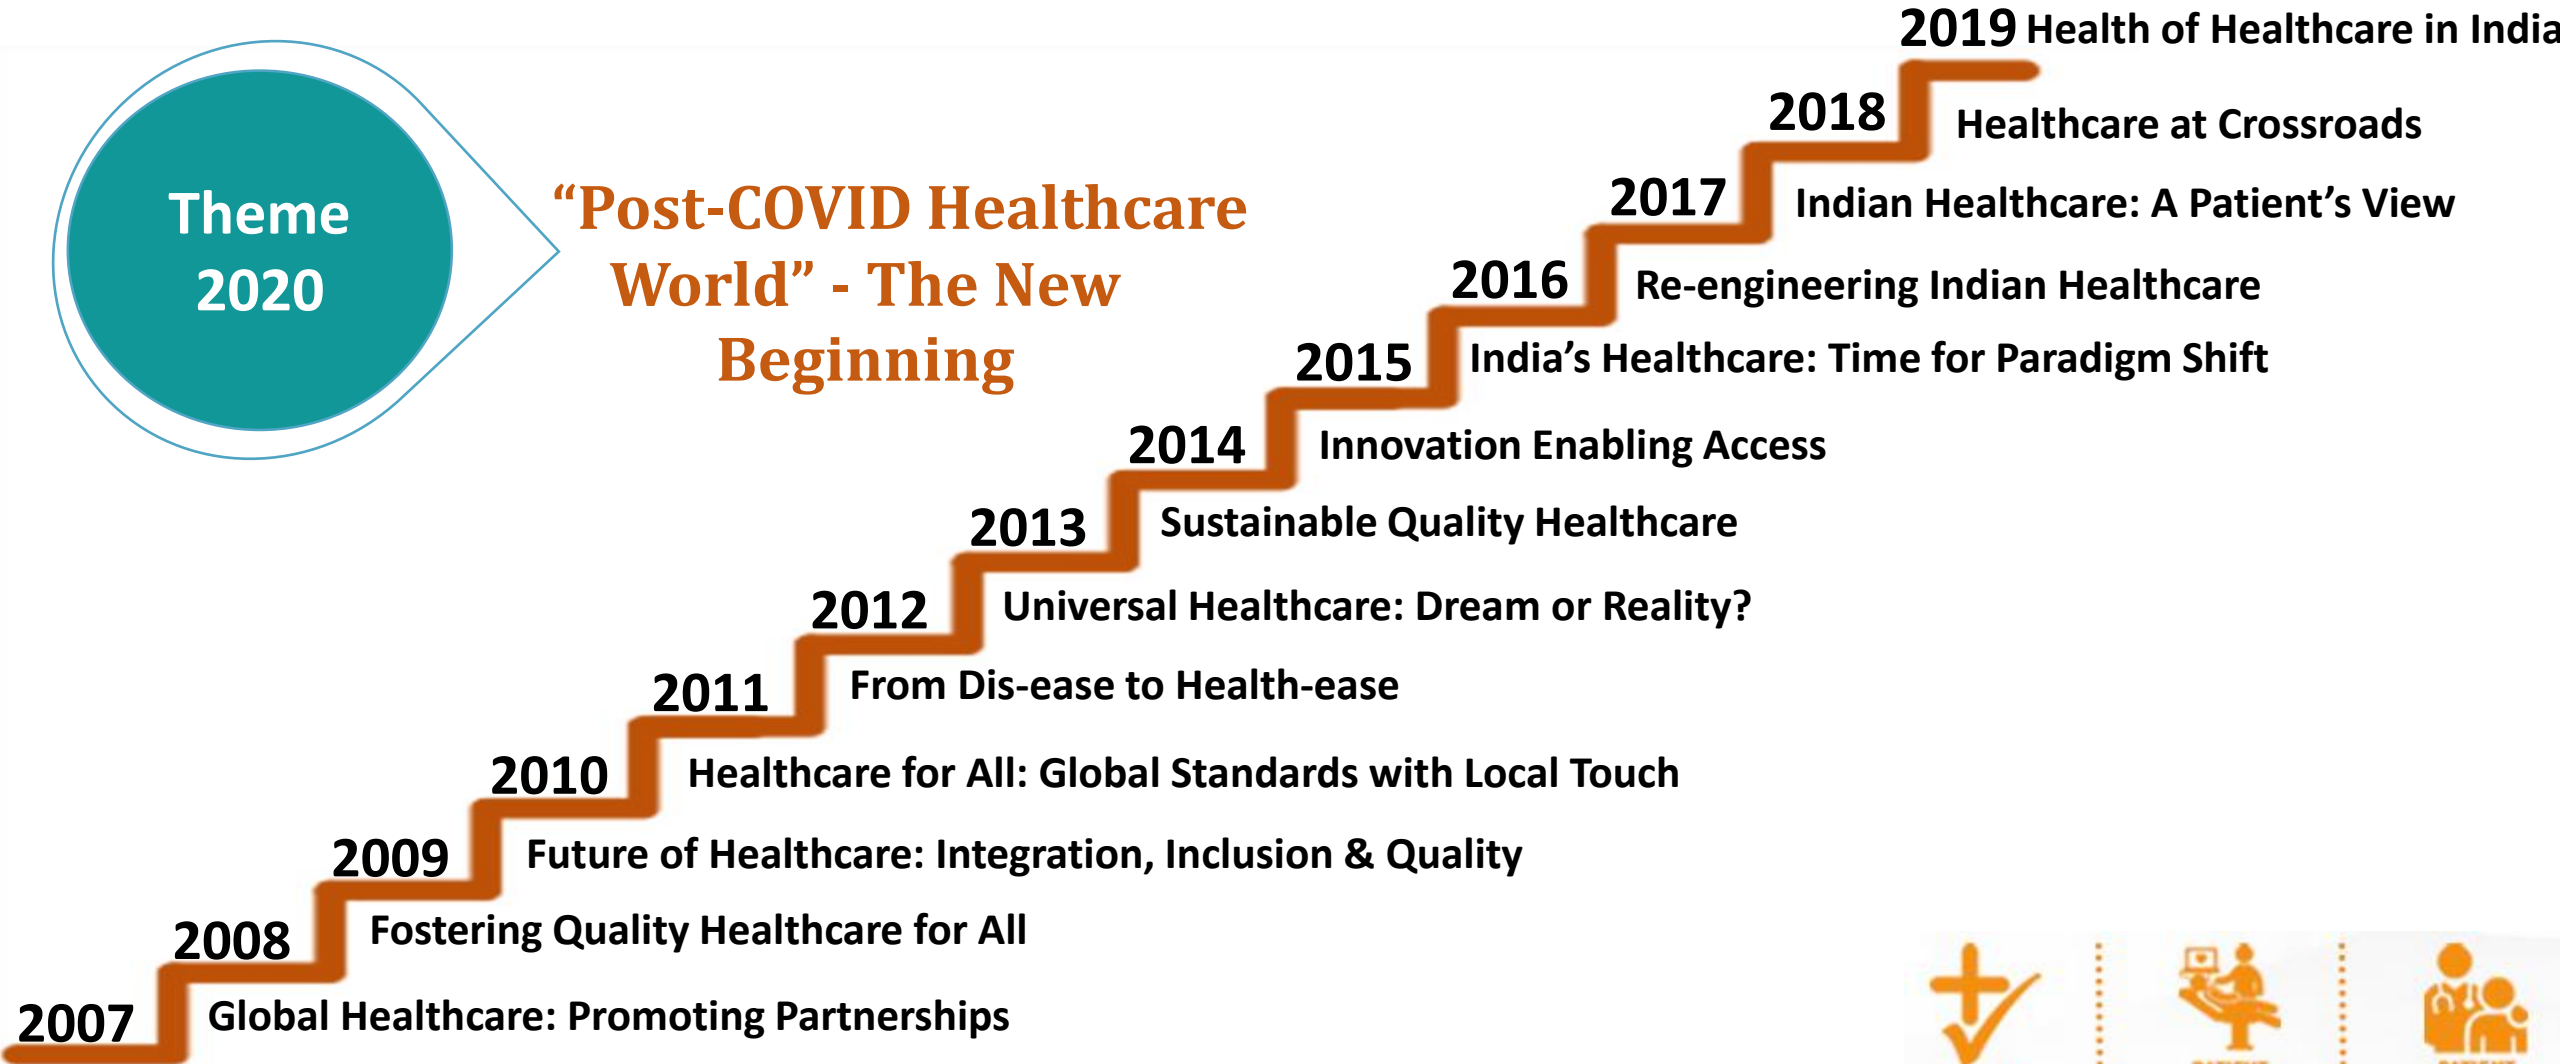 2019 Health of Healthcare in India
2018 Healthcare at Crossroads
2017 Indian Healthcare: A Patient’s View
2016 Re-engineering Indian Healthcare
2015 India’s Healthcare: Time for Paradigm Shift
2014 Innovation Enabling Access
2013 Sustainable Quality Healthcare
2012 Universal Healthcare: Dream or Reality?
2011 From Dis-ease to Health-ease
2010 Healthcare for All: Global Standards with Local Touch
2009 Future of Healthcare: Integration, Inclusion & Quality
2008 Fostering Quality Healthcare for All
2007 Global Healthcare: Promoting Partnerships
Theme
2020
“Post-COVID Healthcare
World” - The New
Beginning